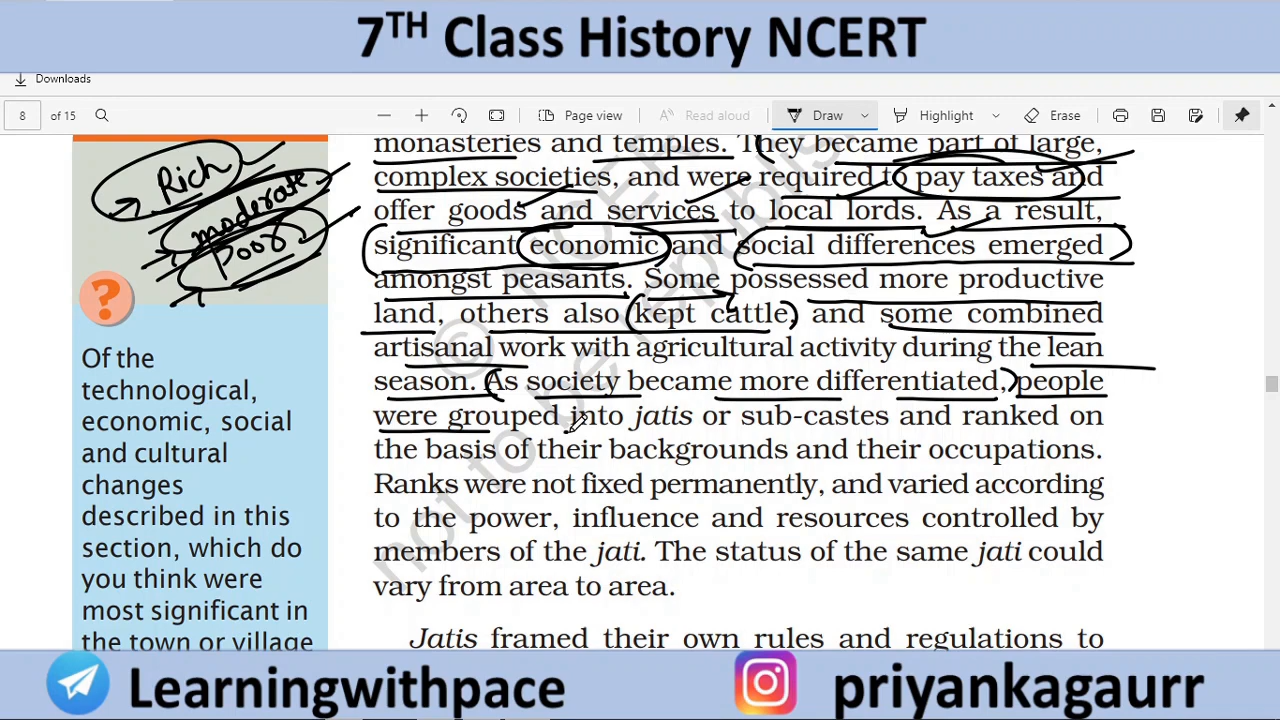 7TH Class History NCERT
Downloads
8 of 15
Page view
Read aloud
Draw
Highlight
Erase
Rich
moderate
poor
?
Of the
technological,
economic, social
and cultural
changes
described in this
section, which do
you think were
most significant in
the town or village
monasteries and temples. They became part of large,
complex societies, and were required to pay taxes and
offer goods and services to local lords. As a result,
significant economic and social differences emerged
amongst peasants. Some possessed more productive
land, others also kept cattle, and some combined
artisanal work with agricultural activity during the lean
season. As society became more differentiated, people
were grouped into jatis or sub-castes and ranked on
the basis of their backgrounds and their occupations.
Ranks were not fixed permanently, and varied according
to the power, influence and resources controlled by
members of the jati. The status of the same jati could
vary from area to area.
Jatis framed their own rules and regulations to
© NCERT
not to be republis
Learningwithpace
priyankagaurr